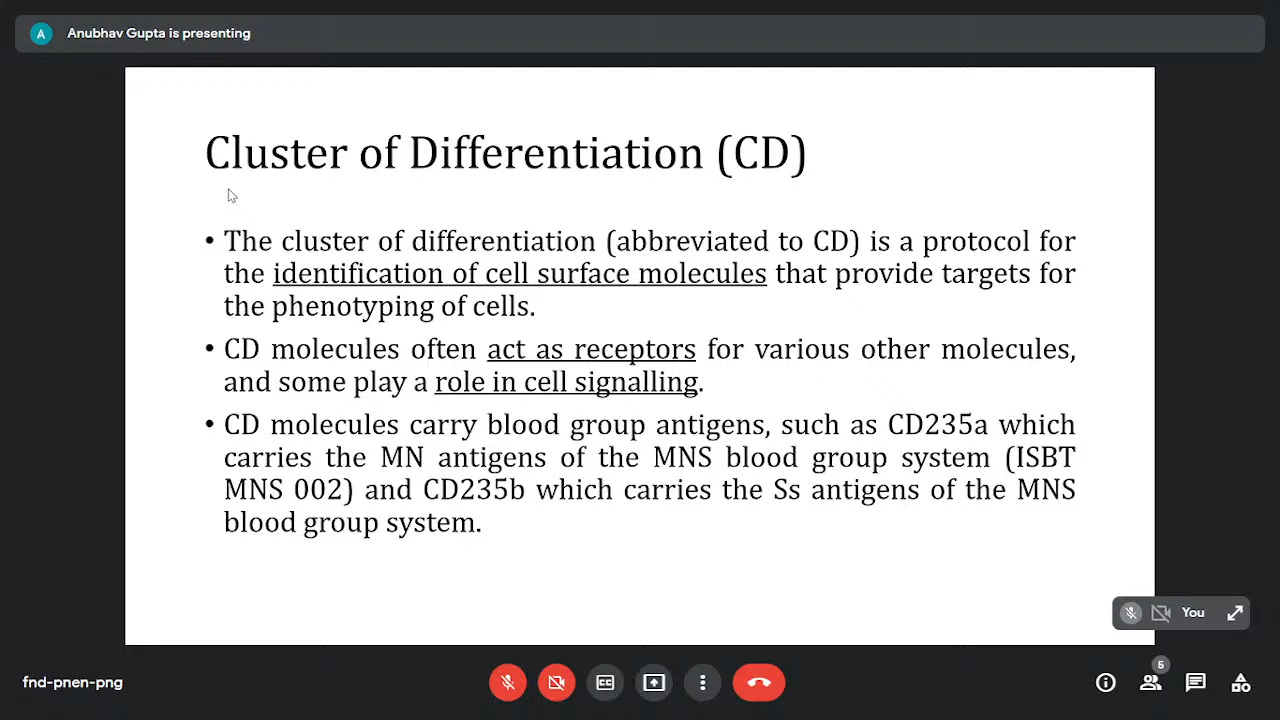 A Anubhav Gupta is presenting
Cluster of Differentiation (CD)
• The cluster of differentiation (abbreviated to CD) is a protocol for
the identification of cell surface molecules that provide targets for
the phenotyping of cells.
• CD molecules often act as receptors for various other molecules,
and some play a role in cell signalling.
• CD molecules carry blood group antigens, such as CD235a which
carries the MN antigens of the MNS blood group system (ISBT
MNS 002) and CD235b which carries the Ss antigens of the MNS
blood group system.
You
fnd-pnen-png
CC
5